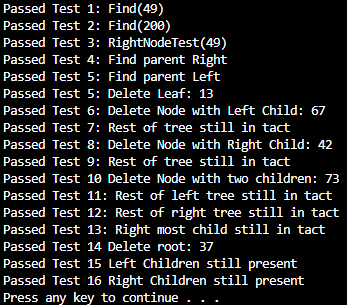 Passed Test 1: Find(49)
Passed Test 2: Find(200)
Passed Test 3: RightNodeTest(49)
Passed Test 4: Find parent Right
Passed Test 5: Find parent Left
Passed Test 5: Delete Leaf: 13
Passed Test 6: Delete Node with Left Child: 67
Passed Test 7: Rest of tree still in tact
Passed Test 8: Delete Node with Right Child: 42
Passed Test 9: Rest of tree still in tact
Passed Test 10 Delete Node with two children: 73
Passed Test 11: Rest of left tree still in tact
Passed Test 12: Rest of right tree still in tact
Passed Test 13: Right most child still in tact
Passed Test 14 Delete root: 37
Passed Test 15 Left Children still present
Passed Test 16 Right Children still present
Press any key to continue . . .